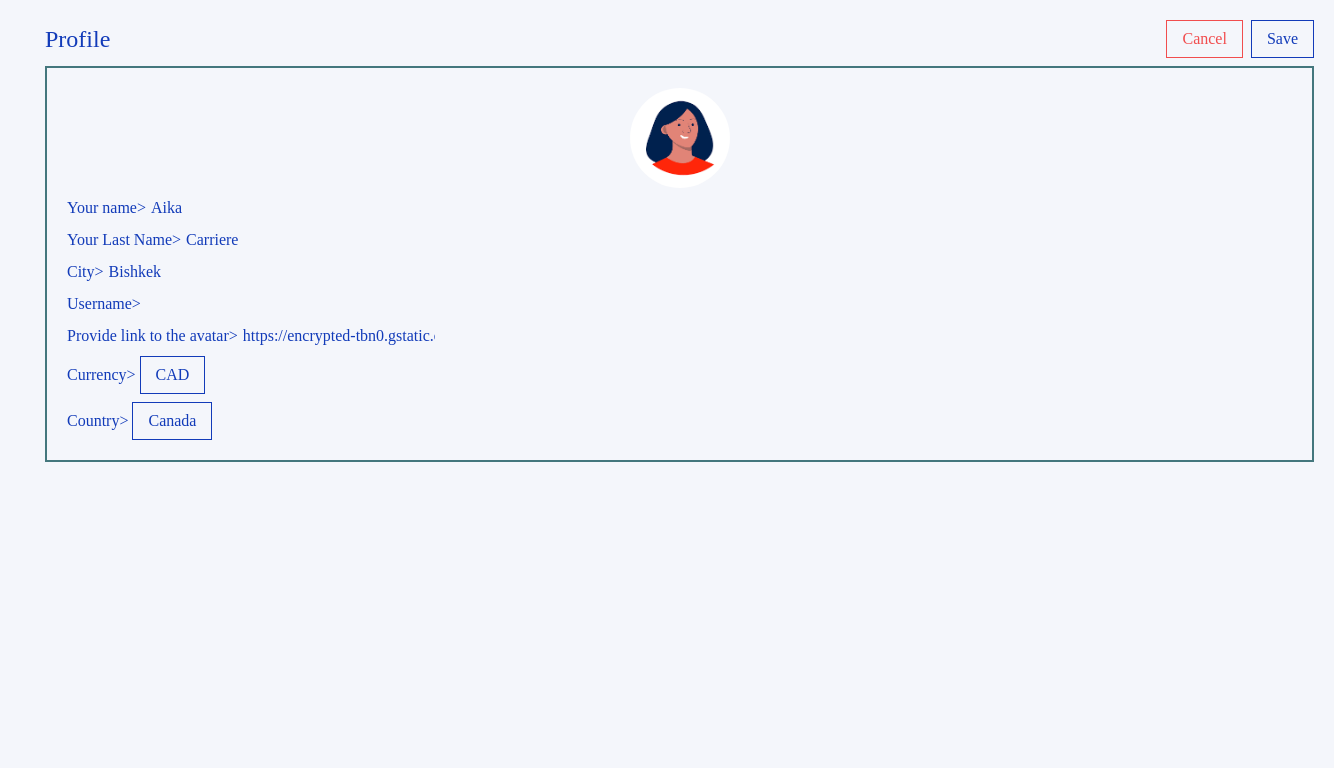 Profile
Cancel
Save
Your name> Aika
Your Last Name> Carriere
City> Bishkek
Username>
Provide link to the avatar> https://encrypted-tbn0.gstatic.
Currency> CAD
Country> Canada